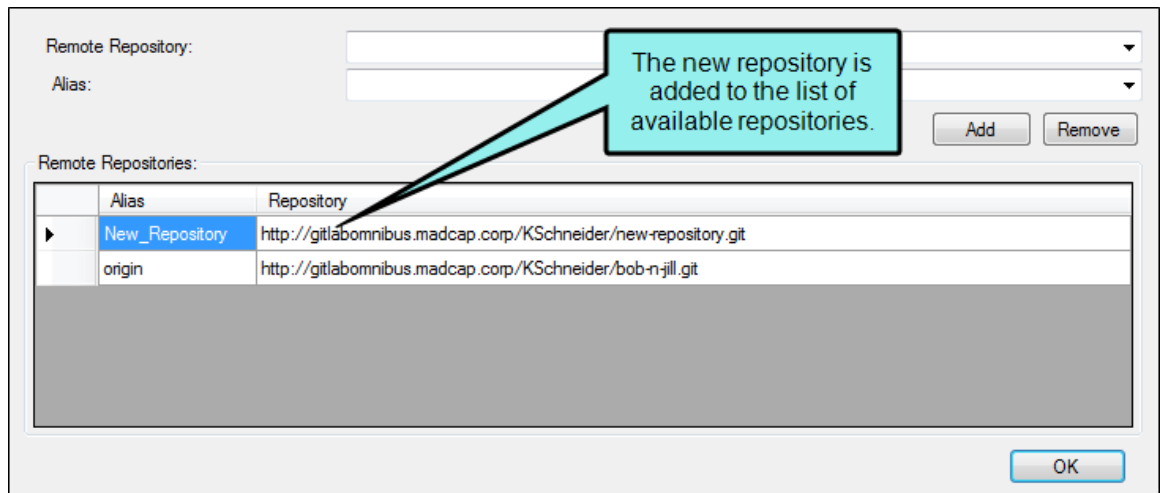 Remote Repository:
Alias:
The new repository is
added to the list of
available repositories.
Add
Remove
Remote Repositories:
Alias Repository
New_Repository http://gitlabomnibus.madcap.corp/KSchneider/new-repository.git
origin http://gitlabomnibus.madcap.corp/KSchneider/bob-n-jill.git
OK